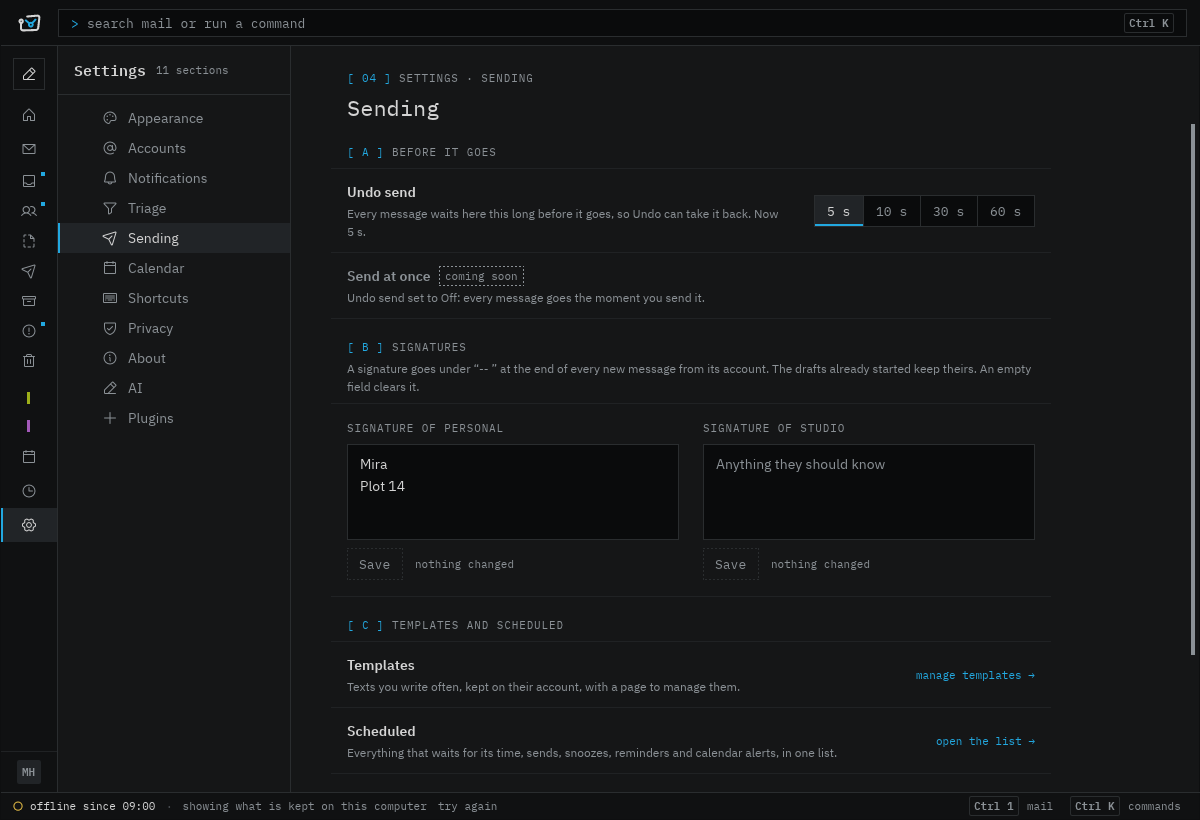 > search mail or run a command
Ctrl K
Settings 11 sections
Appearance
Accounts
Notifications
Triage
Sending
Calendar
Shortcuts
Privacy
About
AI
Plugins
MH
[ 04 ] SETTINGS · SENDING
Sending
[ A ] BEFORE IT GOES
Undo send
Every message waits here this long before it goes, so Undo can take it back. Now
5 s.
5 s 10 s 30 s 60 s
Send at once coming soon
Undo send set to Off: every message goes the moment you send it.
[ B ] SIGNATURES
A signature goes under “-- ” at the end of every new message from its account. The drafts already started keep theirs. An empty
field clears it.
SIGNATURE OF PERSONAL
Mira
Plot 14
Save nothing changed
SIGNATURE OF STUDIO
Anything they should know
Save nothing changed
[ C ] TEMPLATES AND SCHEDULED
Templates
Texts you write often, kept on their account, with a page to manage them.
manage templates →
Scheduled
Everything that waits for its time, sends, snoozes, reminders and calendar alerts, in one list.
open the list →
offline since 09:00 · showing what is kept on this computer try again
Ctrl 1 mail Ctrl K commands